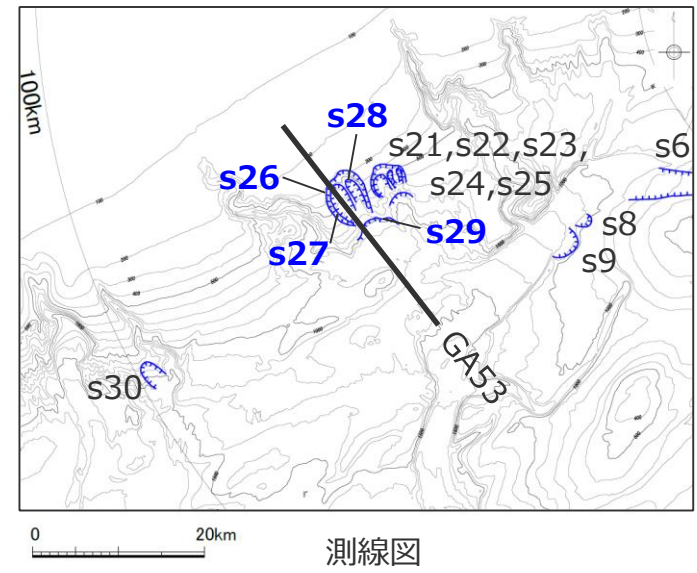 100km
s28
s21,s22,s23,
s24,s25
s6
s26
s29
s8
s27
s9
GA53
s30
0 20km
測線図